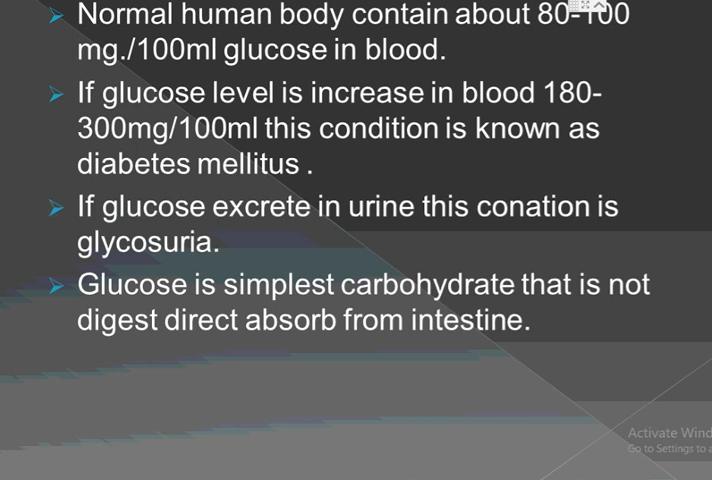 Normal human body contain about 80-100
mg./100ml glucose in blood.
If glucose level is increase in blood 180-
300mg/100ml this condition is known as
diabetes mellitus .
If glucose excrete in urine this conation is
glycosuria.
Glucose is simplest carbohydrate that is not
digest direct absorb from intestine.
Activate Wind
Go to Settings to a